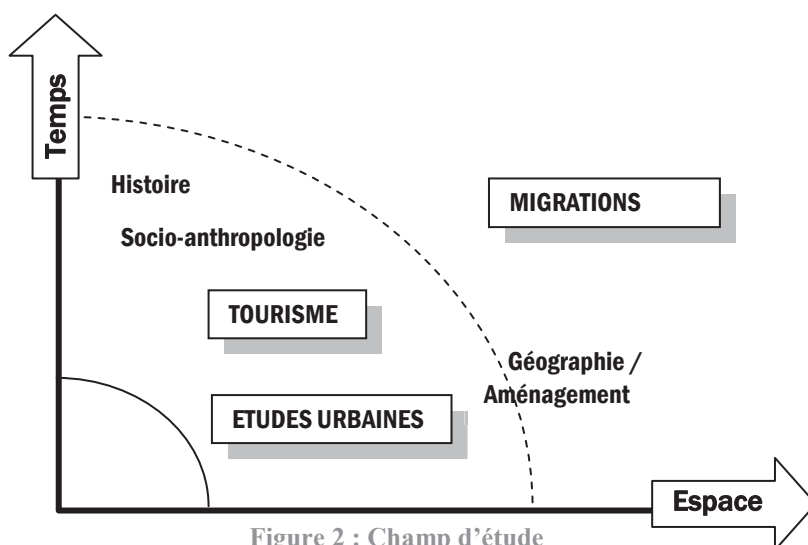 Temps
Histoire
Socio-anthropologie
MIGRATIONS
TOURISME
Géographie /
Aménagement
ETUDES URBAINES
Espace
Figure 2 : Champ d’étude